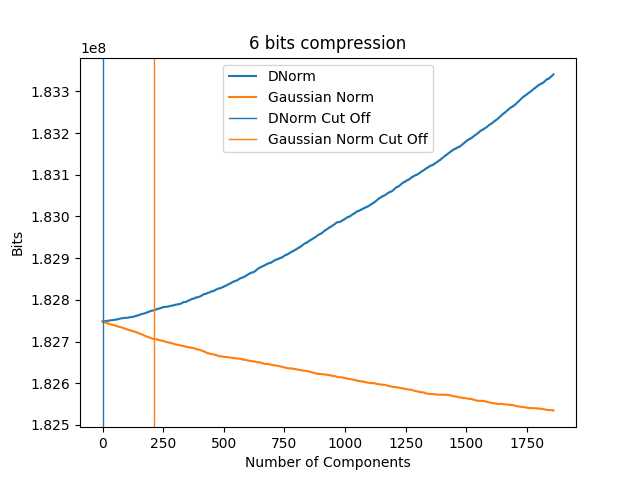 6 bits compression
1e8
DNorm
Gaussian Norm
DNorm Cut Off
Gaussian Norm Cut Off
1.833
1.832
1.831
1.830
1.829
1.828
1.827
1.826
1.825
Bits
0 250 500 750 1000 1250 1500 1750
Number of Components